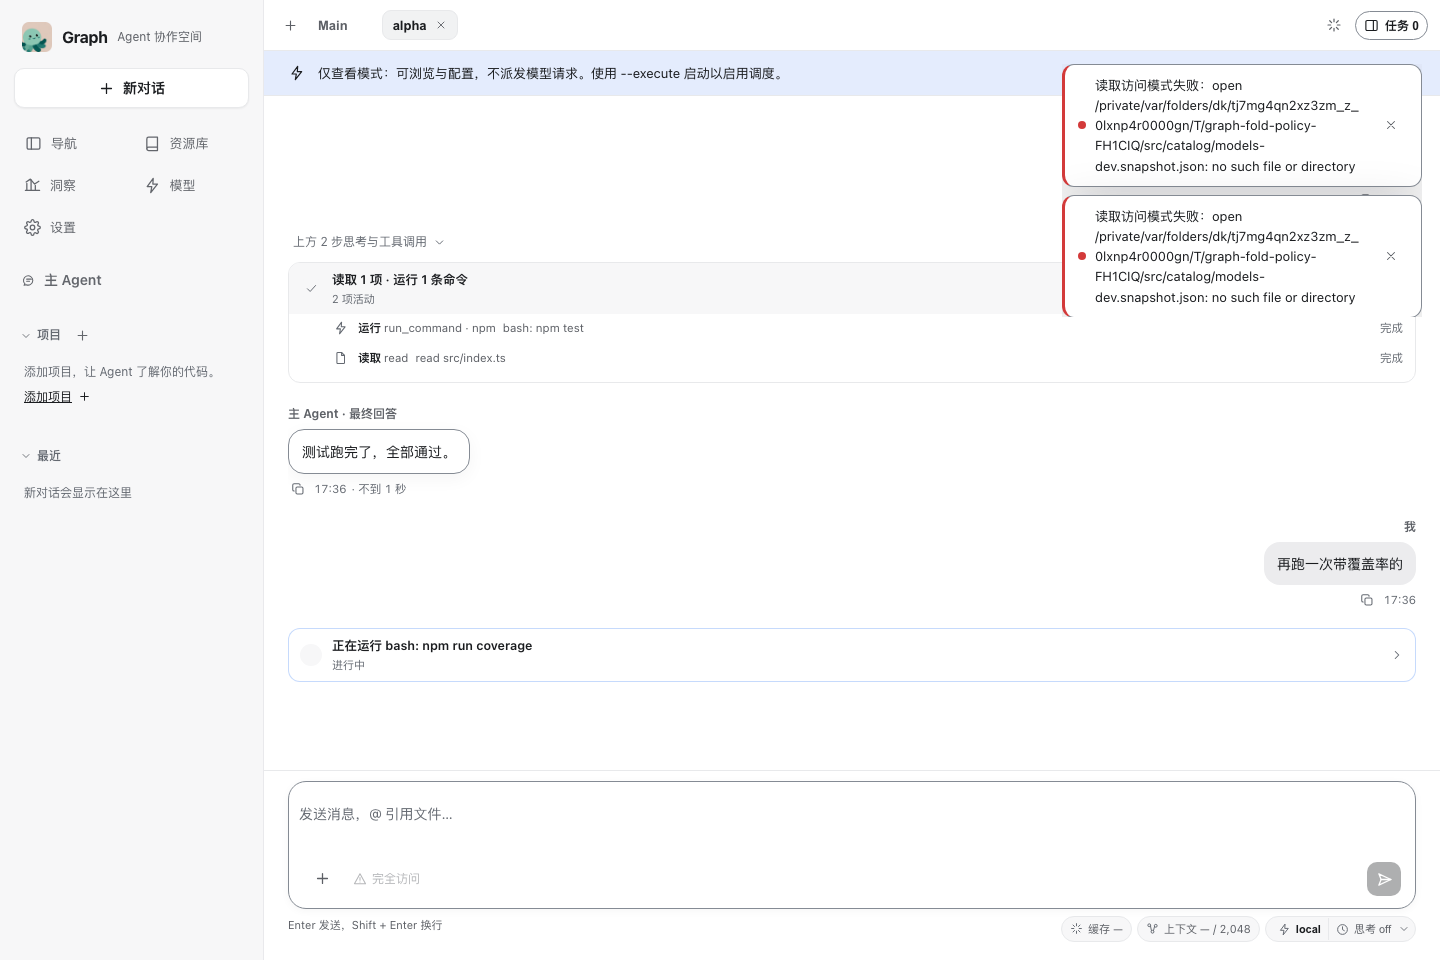 Graph Agent 协作空间
新对话
导航
资源库
洞察
模型
设置
主 Agent
项目
添加项目，让 Agent 了解你的代码。
添加项目
最近
新对话会显示在这里
Main
alpha
任务 0
仅查看模式：可浏览与配置，不派发模型请求。使用 --execute 启动以启用调度。
读取访问模式失败：open
/private/var/folders/dk/tj7mg4qn2xz3zm_z_
0lxnp4r0000gn/T/graph-fold-policy-
FH1CIQ/src/catalog/models-
dev.snapshot.json: no such file or directory
读取访问模式失败：open
/private/var/folders/dk/tj7mg4qn2xz3zm_z_
0lxnp4r0000gn/T/graph-fold-policy-
FH1CIQ/src/catalog/models-
dev.snapshot.json: no such file or directory
上方 2 步思考与工具调用
读取 1 项 · 运行 1 条命令
2 项活动
运行 run_command · npm bash: npm test 完成
读取 read read src/index.ts 完成
主 Agent · 最终回答
测试跑完了，全部通过。
17:36 · 不到 1 秒
我
再跑一次带覆盖率的
17:36
正在运行 bash: npm run coverage
进行中
发送消息，@ 引用文件...
完全访问
Enter 发送，Shift + Enter 换行
缓存 —
上下文 — / 2,048
local
思考 off